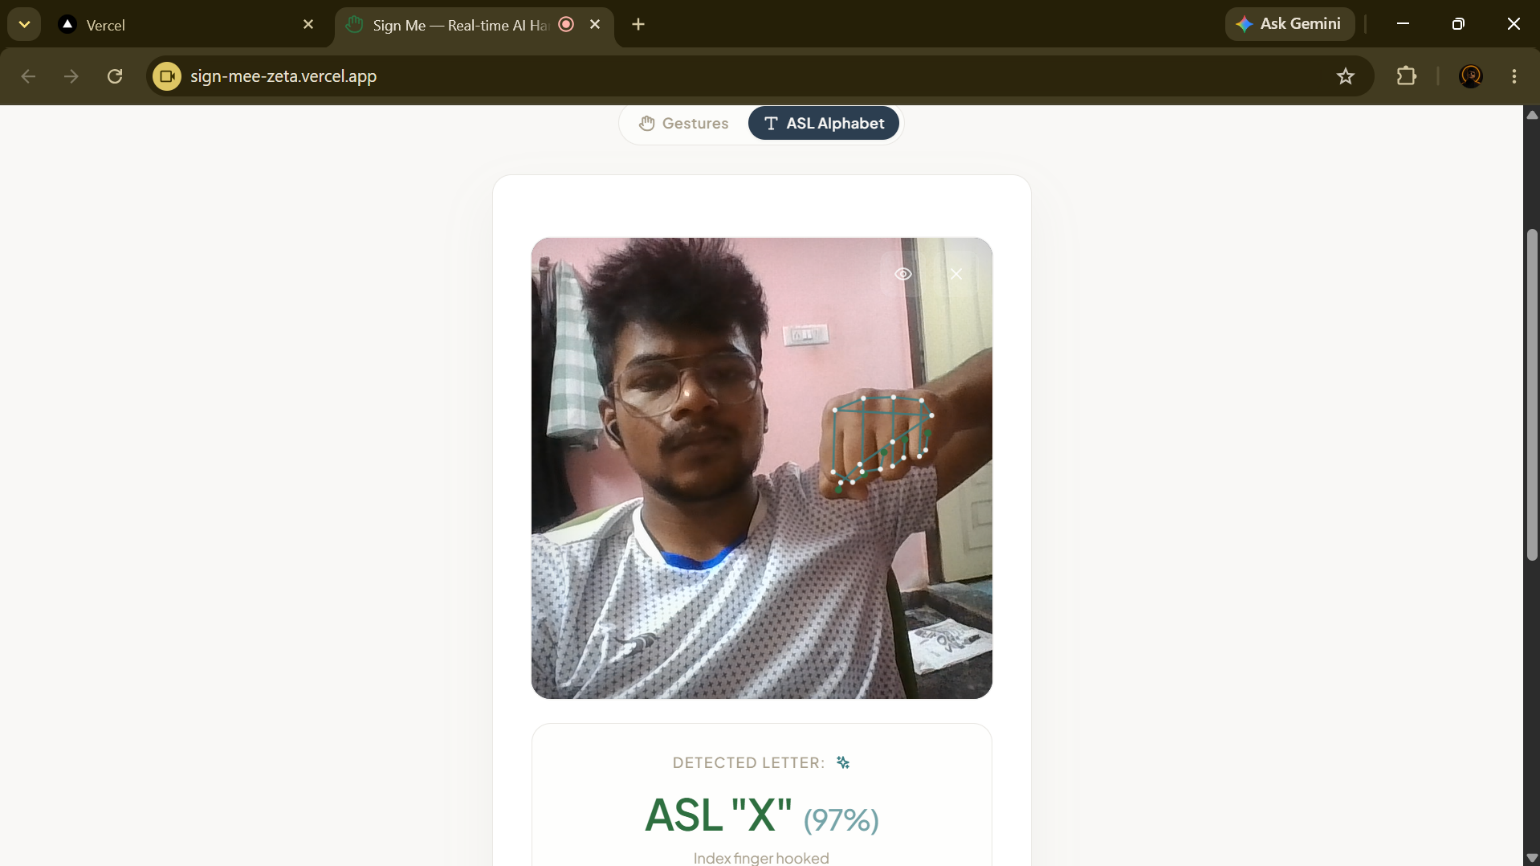 Vercel
Sign Me — Real-time AI Ha
Ask Gemini
sign-mee-zeta.vercel.app
Gestures
ASL Alphabet
DETECTED LETTER:
ASL "X" (97%)
Index finger hooked